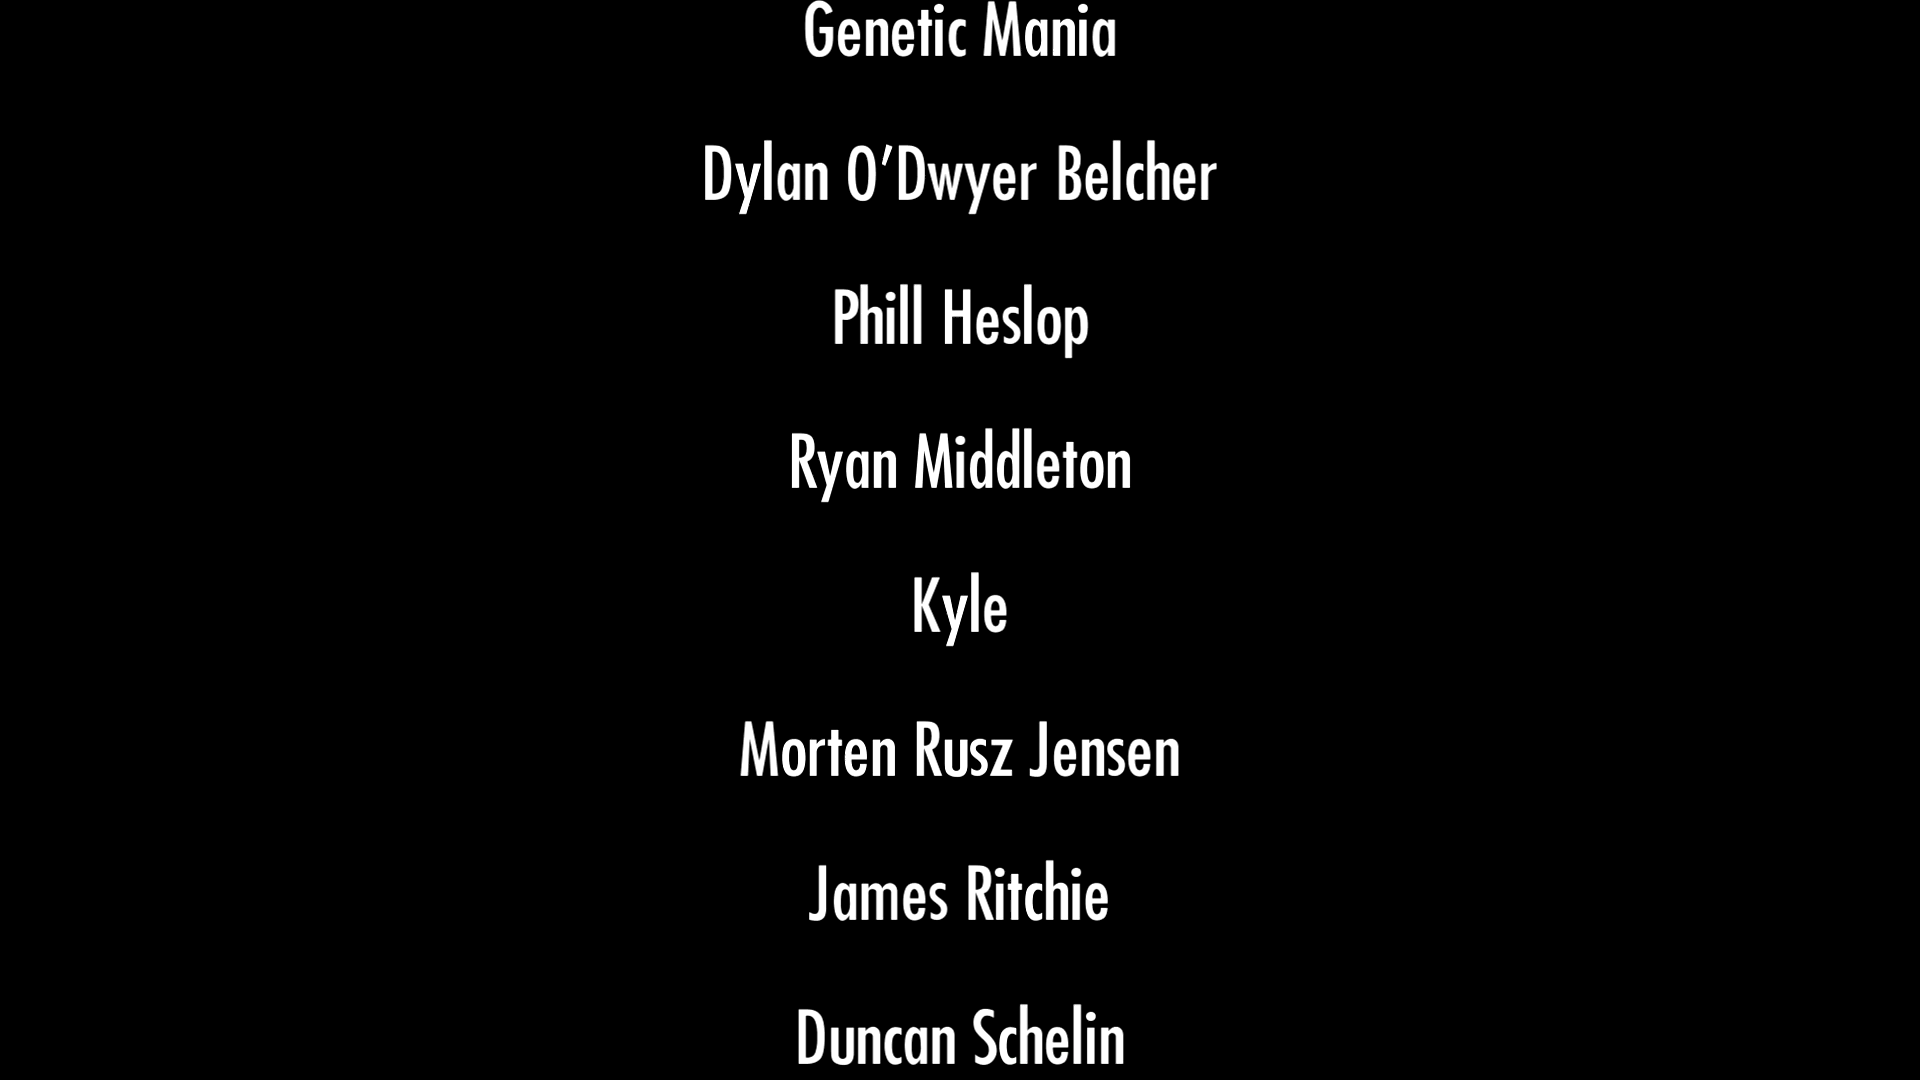 Genetic Mania
Dylan O’Dwyer Belcher
Phill Heslop
Ryan Middleton
Kyle
Morten Rusz Jensen
James Ritchie
Duncan Schelin